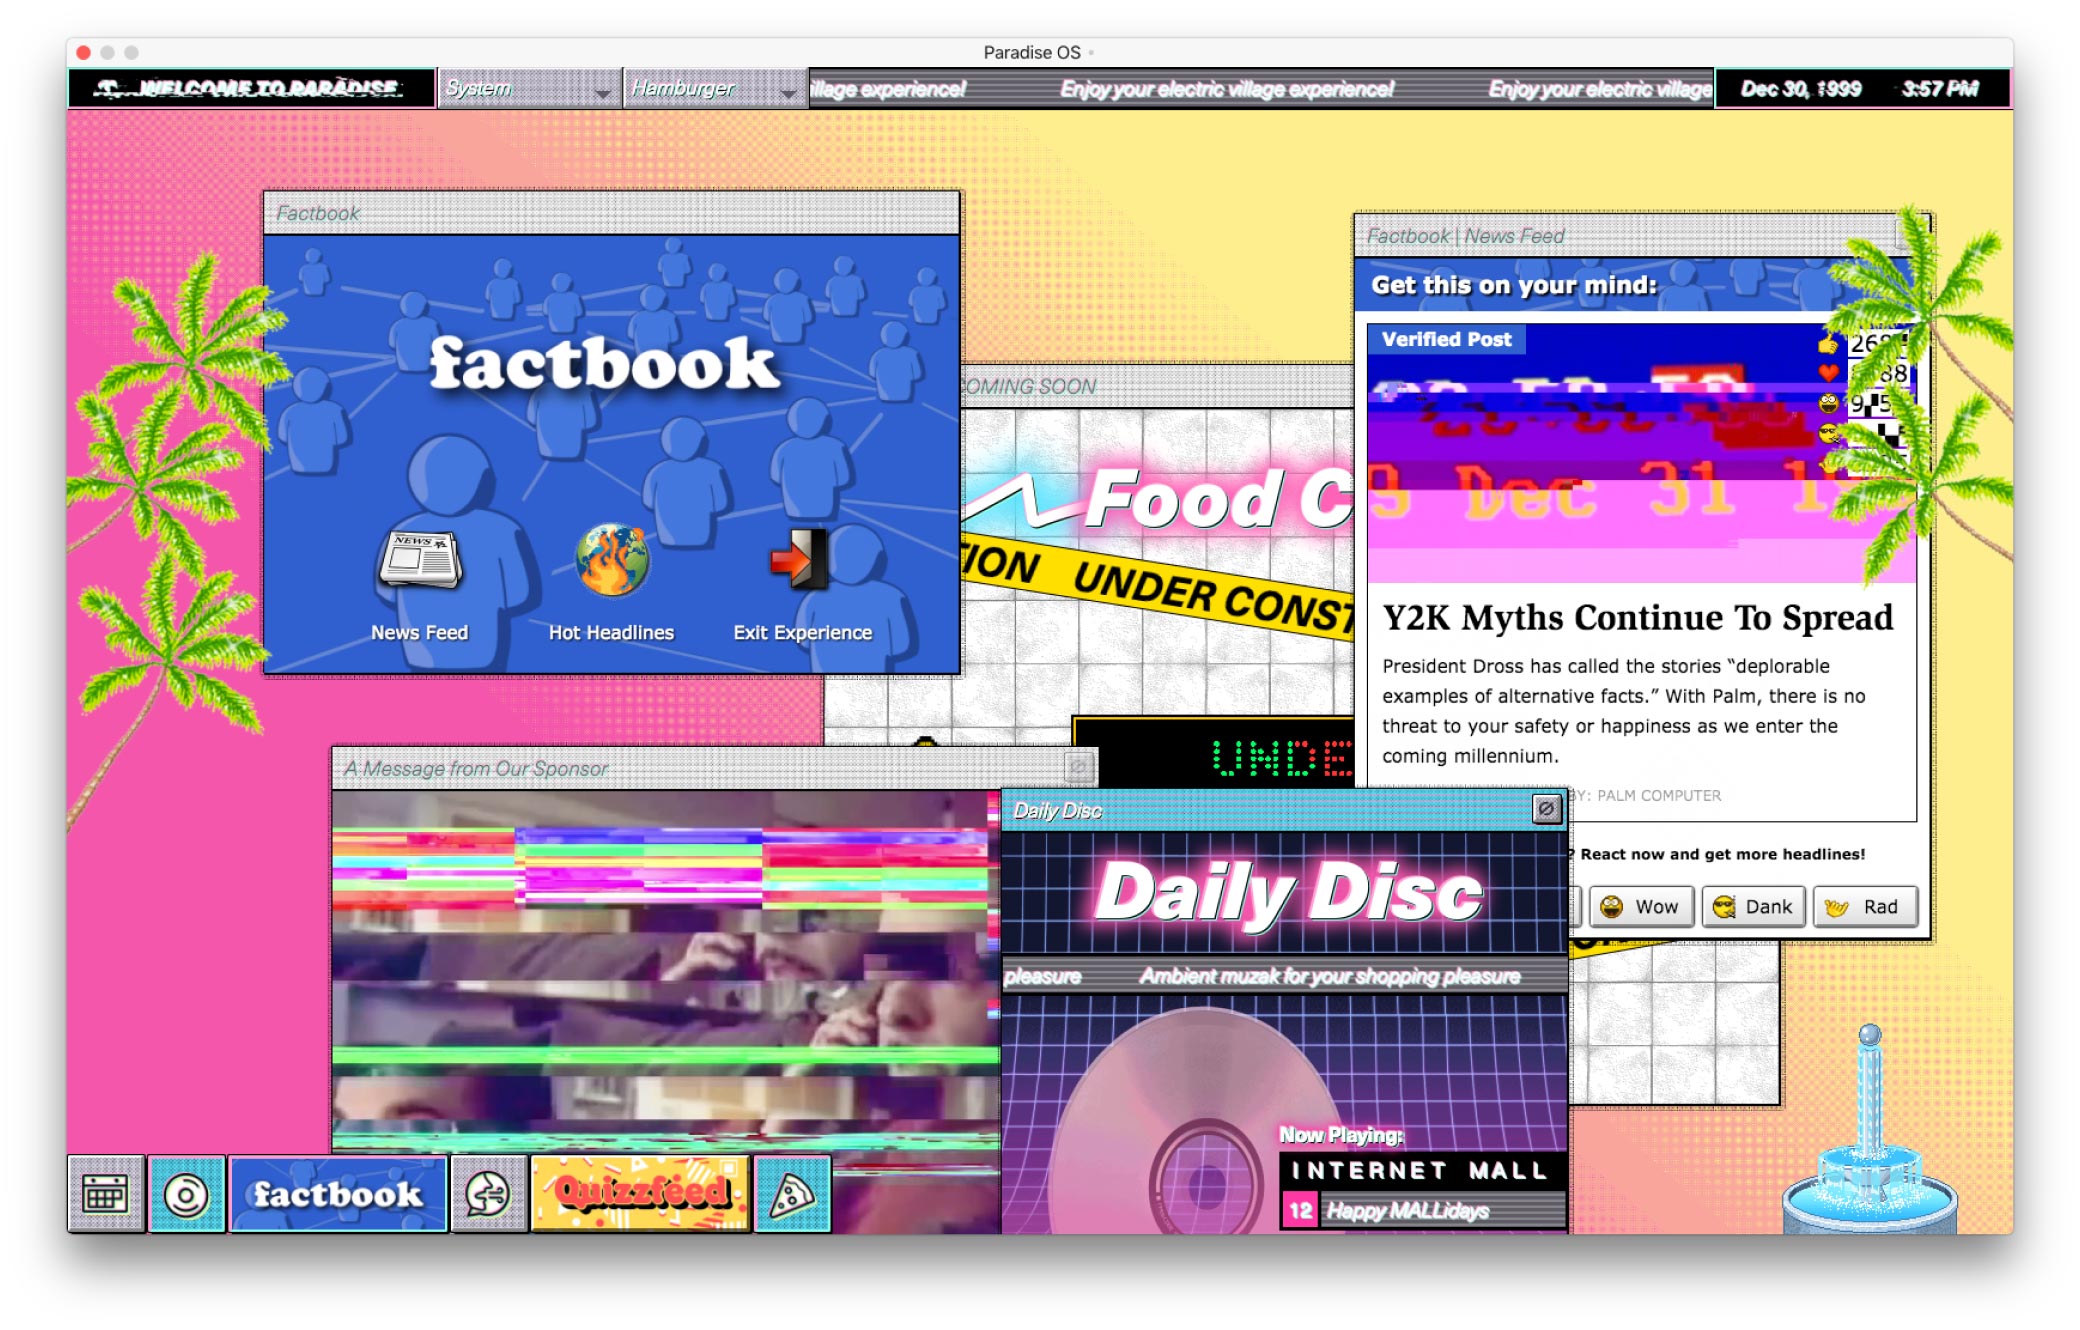 Paradise OS
WELCOME TO PARADISE
System
Hamburger
illage experience!
Enjoy your electric village experience!
Enjoy your electric village
Dec 30, 1999
3:57 PM
Factbook
factbook
News Feed
Hot Headlines
Exit Experience
COMING SOON
Food C
TION UNDER CONST
UNDE
Factbook | News Feed
Get this on your mind:
Verified Post
9 Dec 31 1
Y2K Myths Continue To Spread
President Dross has called the stories “deplorable
examples of alternative facts.” With Palm, there is no
threat to your safety or happiness as we enter the
coming millennium.
BY: PALM COMPUTER
? React now and get more headlines!
Wow
Dank
Rad
A Message from Our Sponsor
Daily Disc
Daily Disc
pleasure
Ambient muzak for your shopping pleasure
Now Playing:
INTERNET MALL
12 Happy MALLidays
NEWS
factbook
Quizzfeed